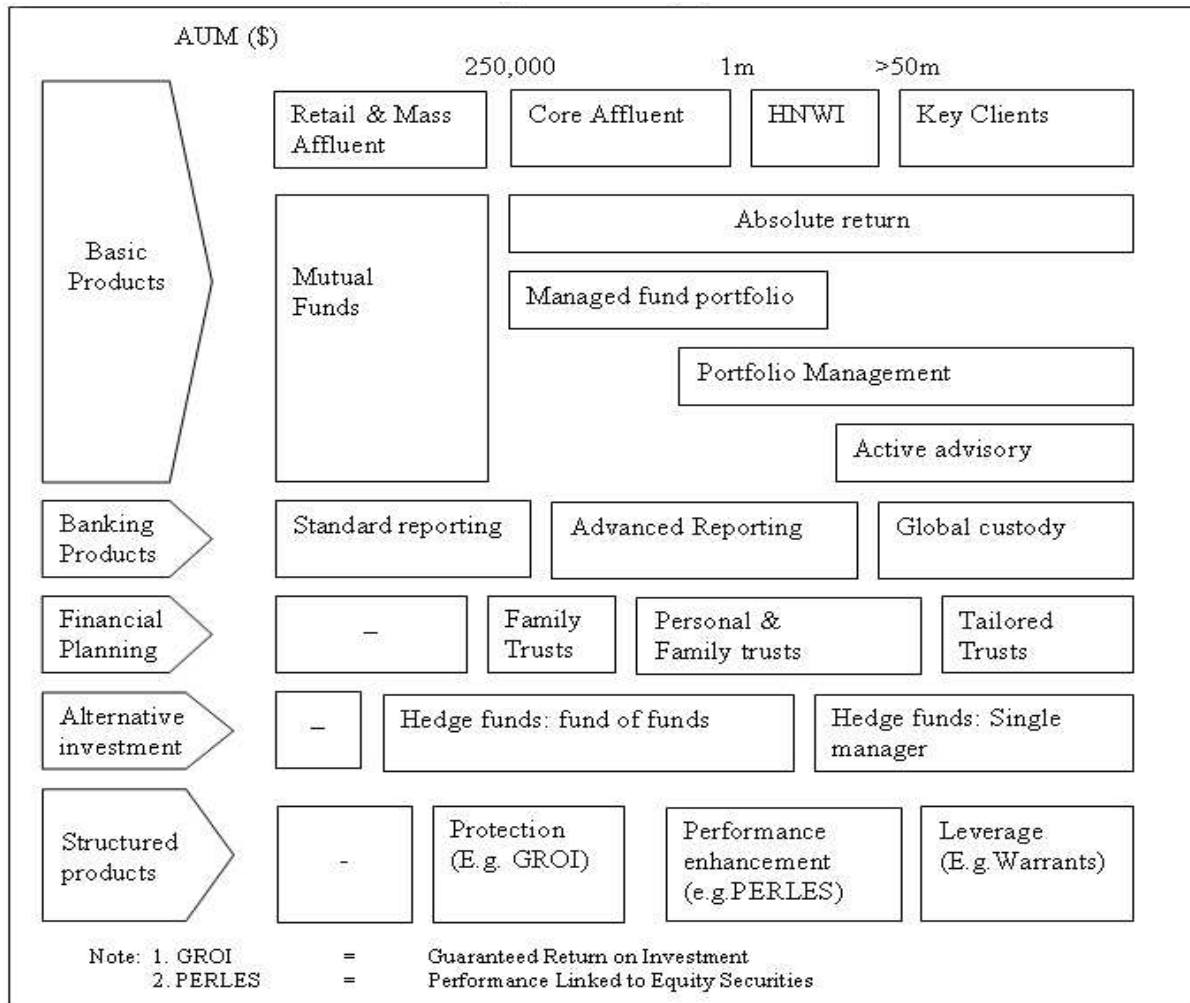 AUM ($)
250,000 1m >50m
Retail & Mass
Affluent
Core Affluent
HNWI
Key Clients
Basic
Products
Mutual
Funds
Absolute return
Managed fund portfolio
Portfolio Management
Active advisory
Banking
Products
Standard reporting
Advanced Reporting
Global custody
Financial
Planning
–
Family
Trusts
Personal &
Family trusts
Tailored
Trusts
Alternative
investment
–
Hedge funds: fund of funds
Hedge funds: Single
manager
Structured
products
-
Protection
(E.g. GROI)
Performance
enhancement
(e.g.PERLES)
Leverage
(E.g.Warrants)
Note: 1. GROI = Guaranteed Return on Investment
2. PERLES = Performance Linked to Equity Securities